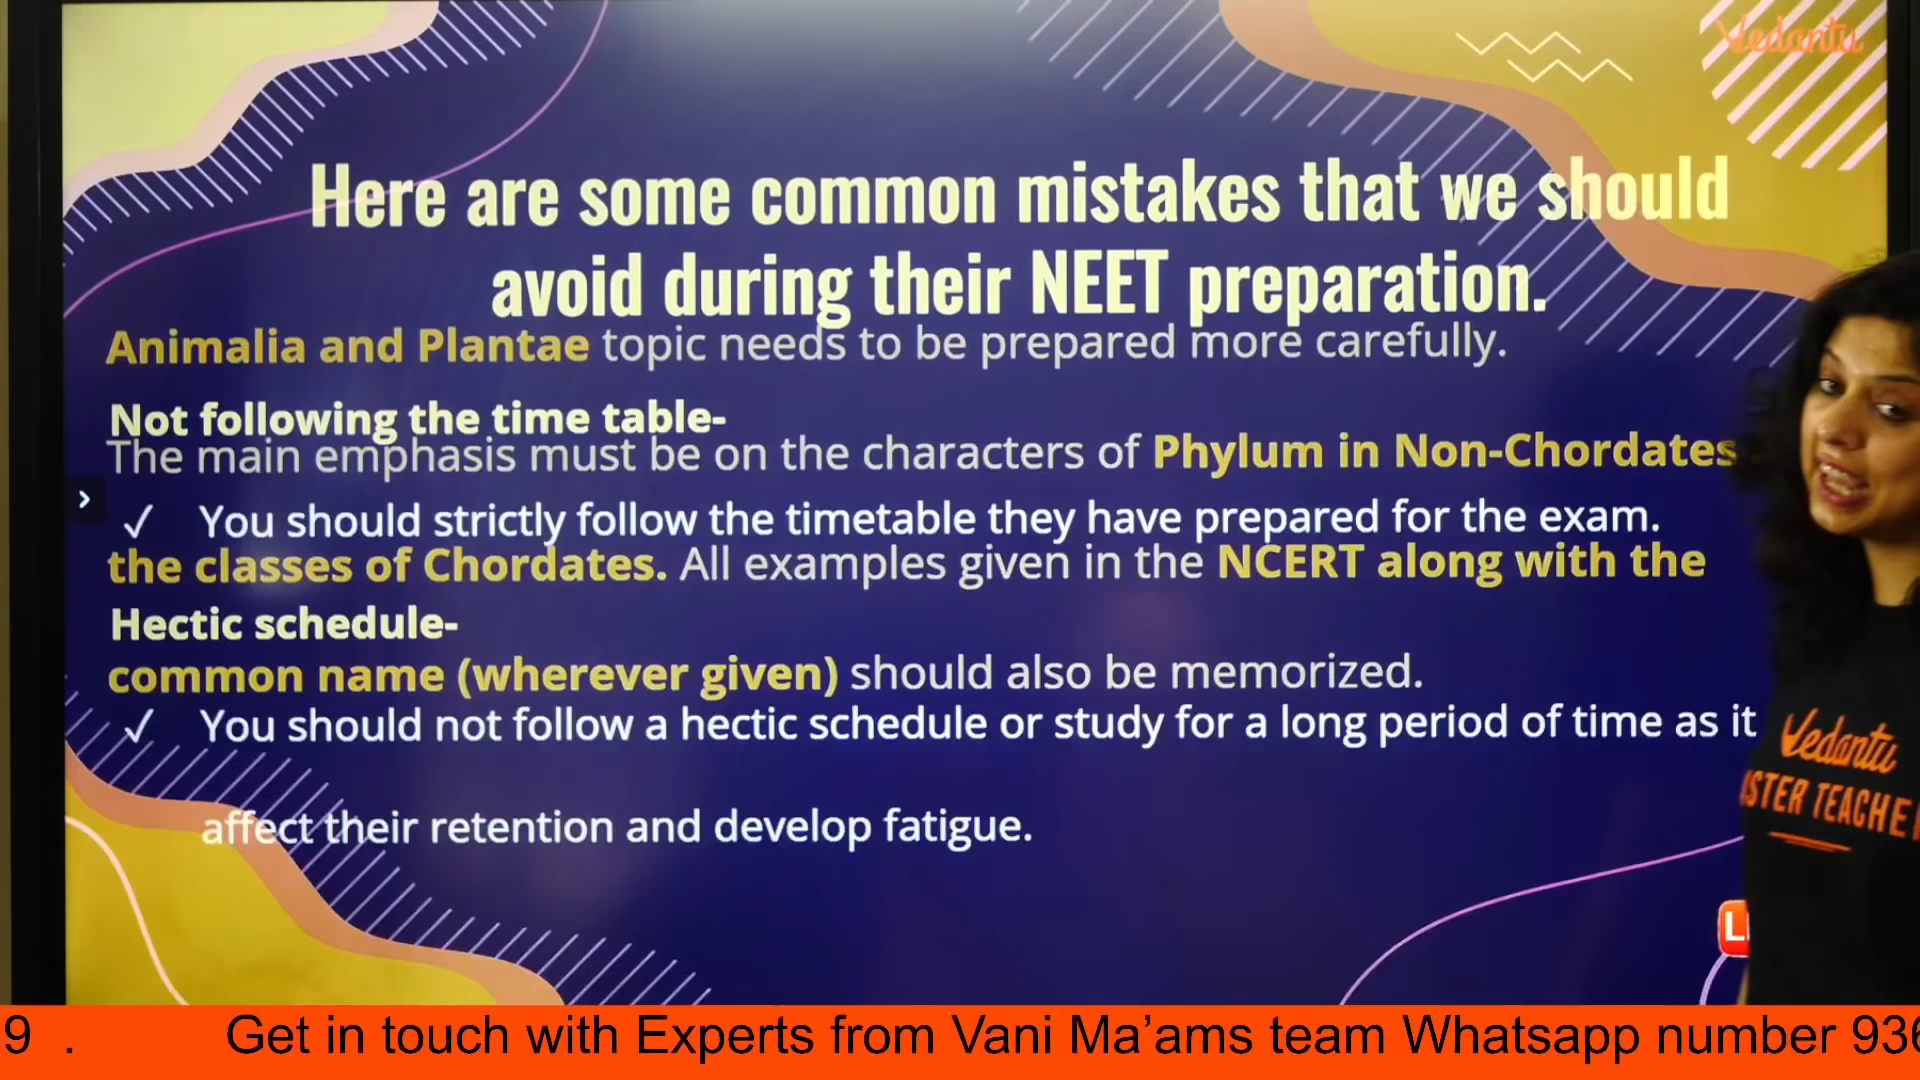 Vedantu
Here are some common mistakes that we should
avoid during their NEET preparation.
Animalia and Plantae topic needs to be prepared more carefully.
Not following the time table-
The main emphasis must be on the characters of Phylum in Non-Chordates
✓ You should strictly follow the timetable they have prepared for the exam.
the classes of Chordates. All examples given in the NCERT along with the
Hectic schedule-
common name (wherever given) should also be memorized.
✓ You should not follow a hectic schedule or study for a long period of time as it
affect their retention and develop fatigue.
Vedantu
STER TEACHE
9 . Get in touch with Experts from Vani Ma’ams team Whatsapp number 936